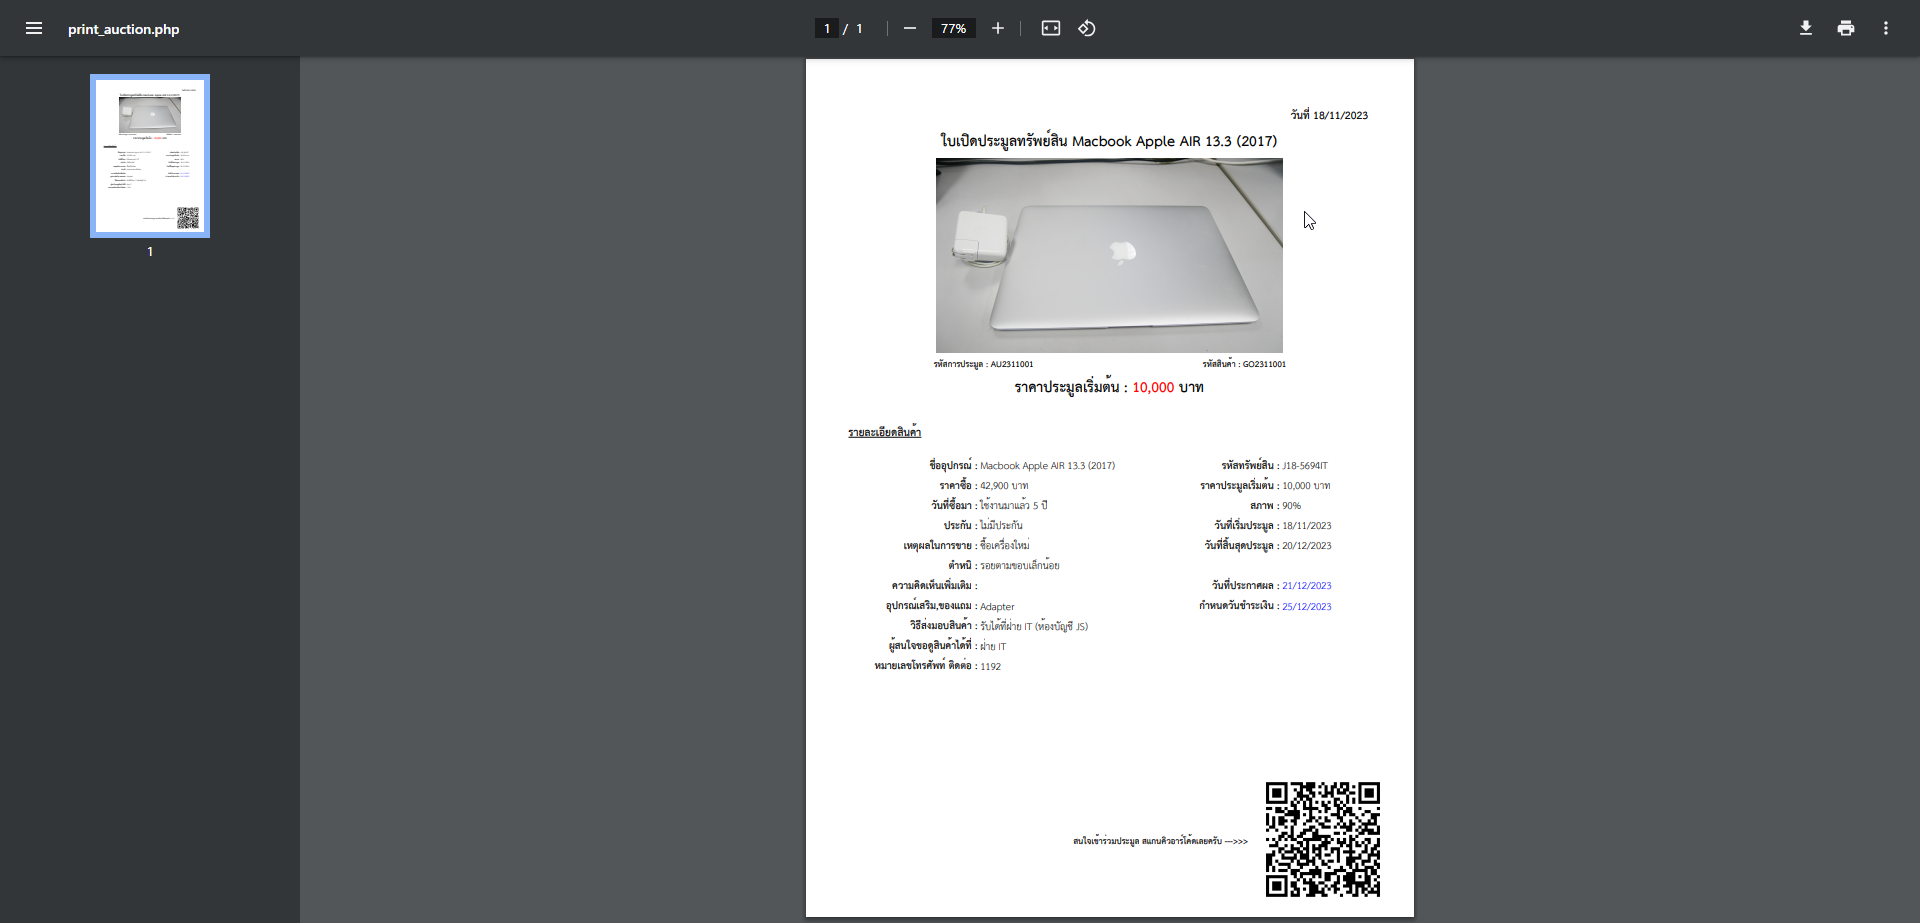 print_auction.php
1 / 1
77%
1
วันที่ 18/11/2023
ใบเปิดประมูลทรัพย์สิน Macbook Apple AIR 13.3 (2017)
รหัสการประมูล : AU2311001 รหัสสินค้า : GO2311001
ราคาประมูลเริ่มต้น : 10,000 บาท
รายละเอียดสินค้า
ชื่ออุปกรณ์ : Macbook Apple AIR 13.3 (2017) รหัสทรัพย์สิน : J18-5694IT
ราคาซื้อ : 42,900 บาท ราคาประมูลเริ่มต้น : 10,000 บาท
วันที่ซื้อมา : ใช้งานมาแล้ว 5 ปี สภาพ : 90%
ประกัน : ไม่มีประกัน วันที่เริ่มประมูล : 18/11/2023
เหตุผลในการขาย : ซื้อเครื่องใหม่ วันที่สิ้นสุดประมูล : 20/12/2023
ตำหนิ : รอยตามขอบเล็กน้อย
ความคิดเห็นเพิ่มเติม : วันที่ประกาศผล : 21/12/2023
อุปกรณ์เสริม,ของแถม : Adapter กำหนดวันชำระเงิน : 25/12/2023
วิธีส่งมอบสินค้า : รับได้ที่ฝ่าย IT (ห้องบัญชี JS)
ผู้สนใจขอดูสินค้าได้ที่ : ฝ่าย IT
หมายเลขโทรศัพท์ ติดต่อ : 1192
สนใจเข้าร่วมประมูล สแกนคิวอาร์โค้ดเลยครับ --->>>